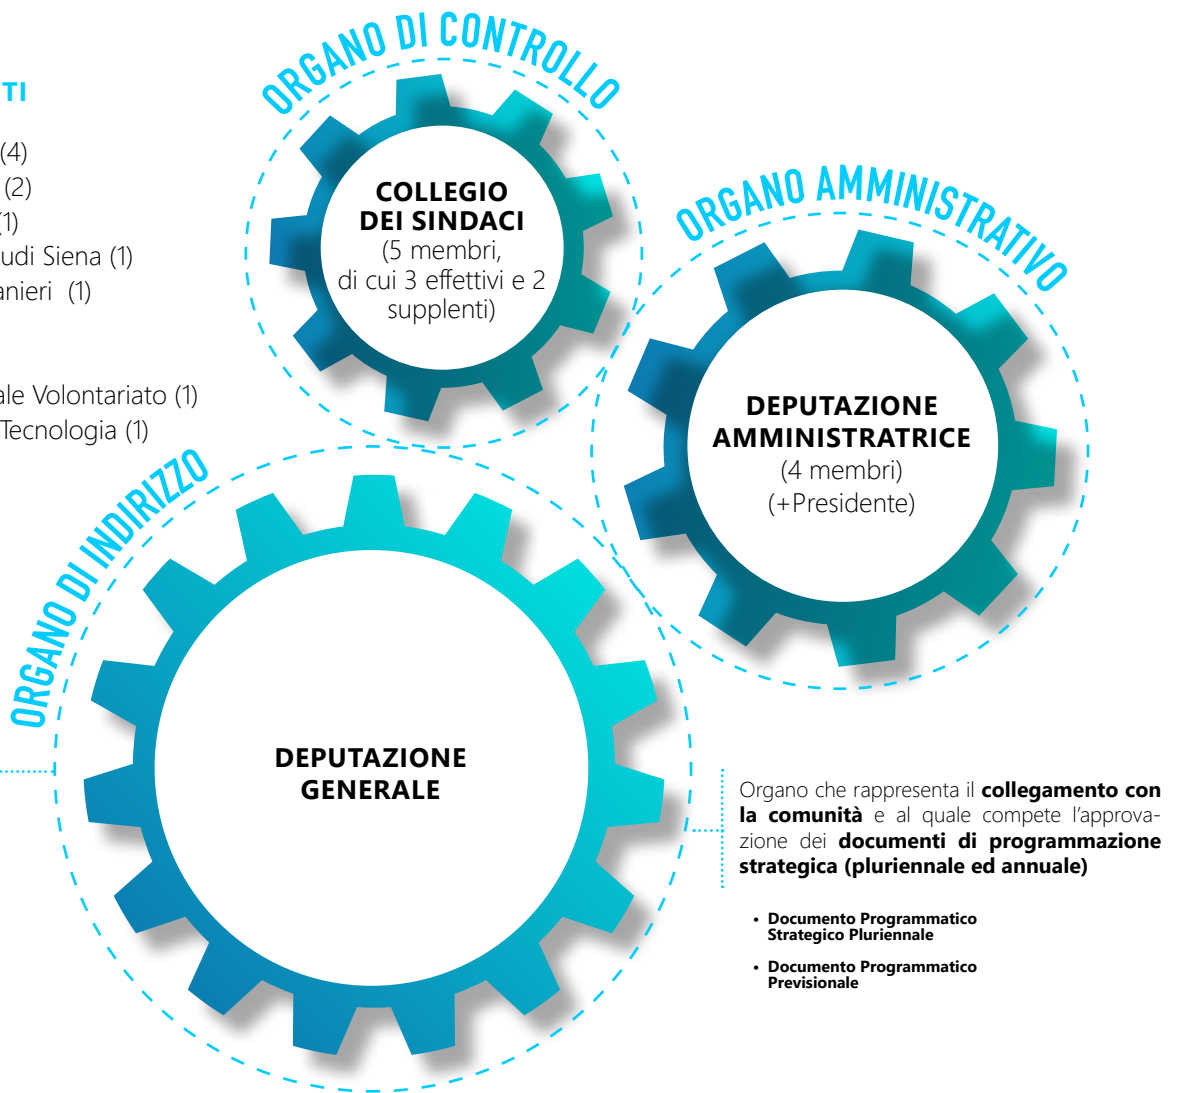 ORGANO DI CONTROLLO
TI
(4)
(2)
(1)
udi Siena (1)
anieri (1)
ale Volontariato (1)
Tecnologia (1)
COLLEGIO
DEI SINDACI
(5 membri,
di cui 3 effettivi e 2
supplenti)
ORGANO AMMINISTRATIVO
DEPUTAZIONE
AMMINISTRATRICE
(4 membri)
(+Presidente)
ORGANO DI INDIRIZZO
DEPUTAZIONE
GENERALE
Organo che rappresenta il collegamento con
la comunità e al quale compete l'approva-
zione dei documenti di programmazione
strategica (pluriennale ed annuale)
• Documento Programmatico
Strategico Pluriennale
• Documento Programmatico
Previsionale